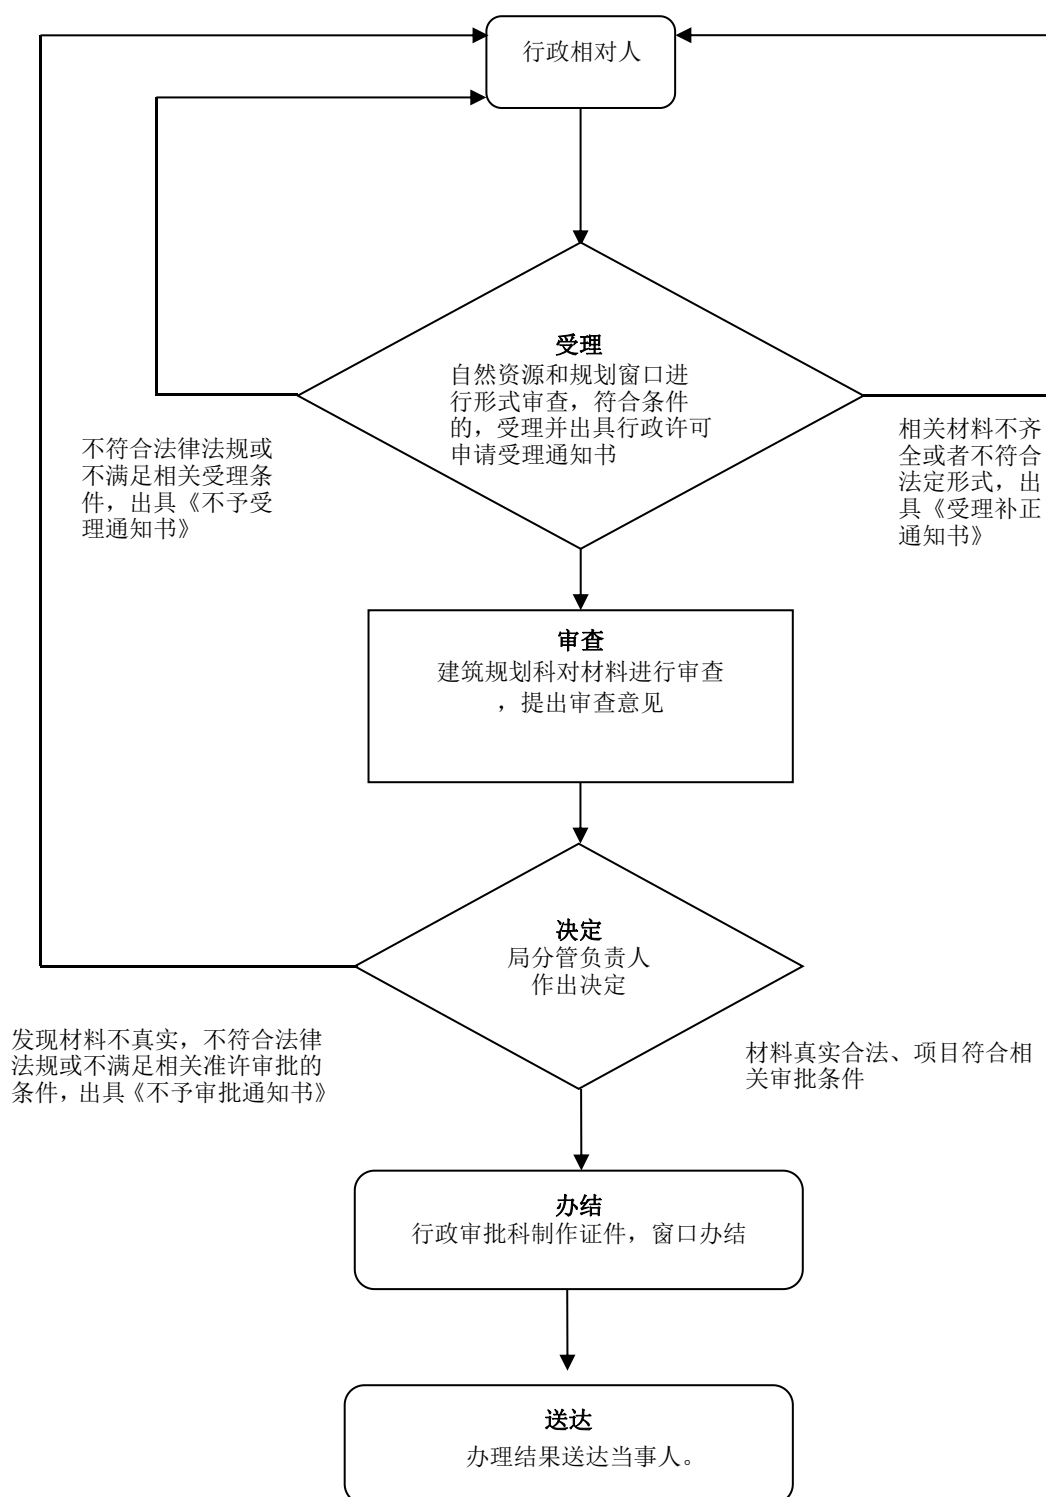 行政相对人
受理
自然资源和规划窗口进
行形式审查，符合条件
的，受理并出具行政许可
申请受理通知书
不符合法律法规或
不满足相关受理条
件，出具《不予受
理通知书》
相关材料不齐
全或者不符合
法定形式，出
具《受理补正
通知书》
审查
建筑规划科对材料进行审查
，提出审查意见
决定
局分管负责人
作出决定
发现材料不真实，不符合法律
法规或不满足相关准许审批的
条件，出具《不予审批通知书》
材料真实合法、项目符合相
关审批条件
办结
行政审批科制作证件，窗口办结
送达
办理结果送达当事人。